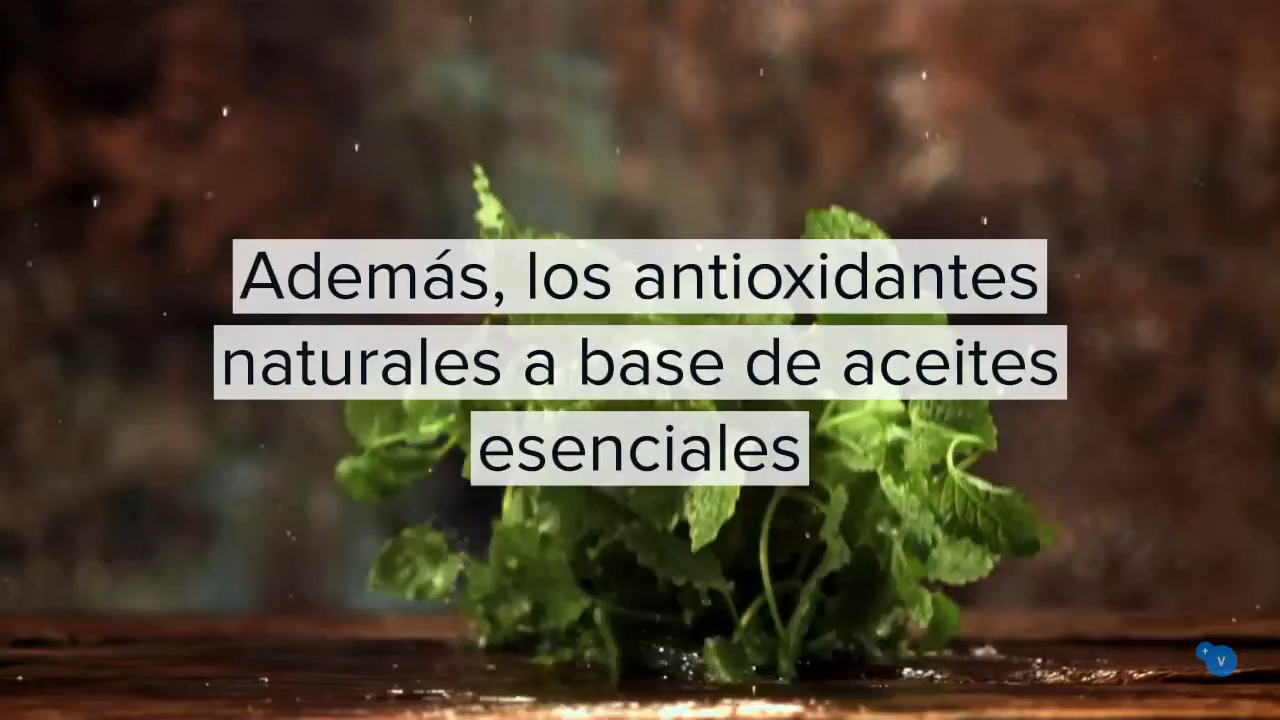 Además, los antioxidantes
naturales a base de aceites
esenciales
+
V